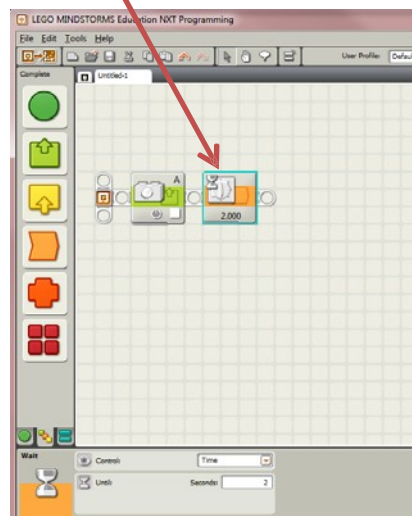 LEGO MINDSTORMS Education NXT Programming
File Edit Tools Help
User Profile: Defau
Complete
Untitled-1
A
2.000
Wait
Control:
Time
Until:
Seconds:
2